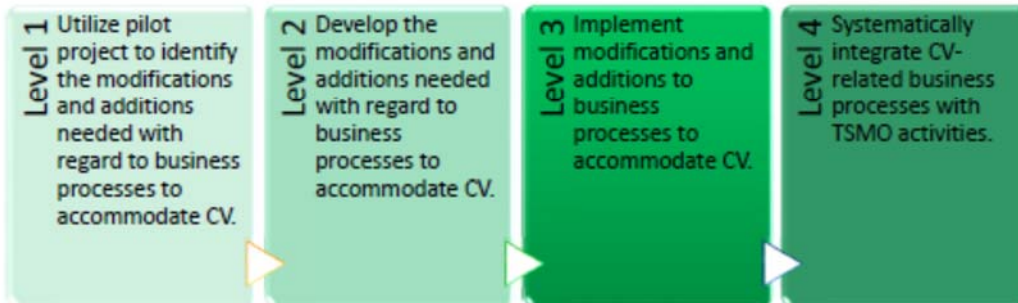 Level 1
Utilize pilot
project to identify
the modifications
and additions
needed with
regard to business
processes to
accommodate CV.
Level 2
Develop the
modifications and
additions needed
with regard to
business
processes to
accommodate CV.
Level 3
Implement
modifications and
additions to
business
processes to
accommodate CV.
Level 4
Systematically
integrate CV-
related business
processes with
TSMO activities.